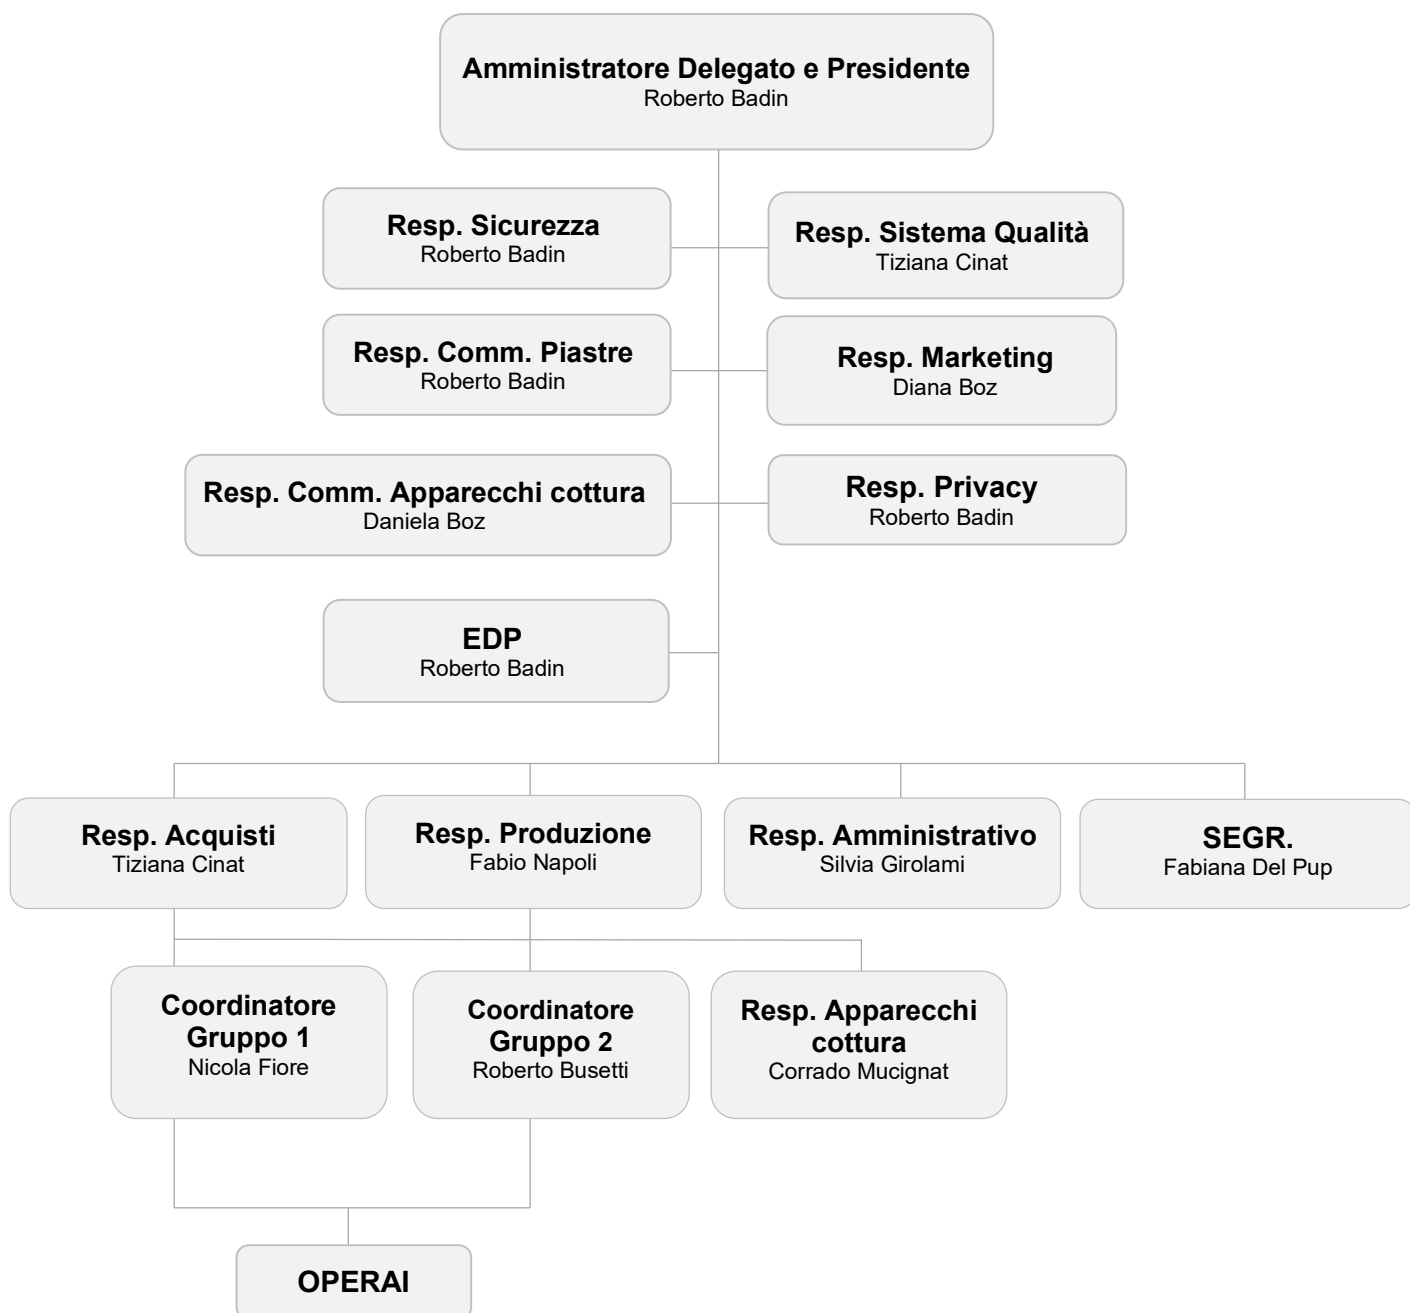 Amministratore Delegato e Presidente
Roberto Badin
Resp. Sicurezza
Roberto Badin
Resp. Sistema Qualità
Tiziana Cinat
Resp. Comm. Piastre
Roberto Badin
Resp. Marketing
Diana Boz
Resp. Comm. Apparecchi cottura
Daniela Boz
Resp. Privacy
Roberto Badin
EDP
Roberto Badin
Resp. Acquisti
Tiziana Cinat
Resp. Produzione
Fabio Napoli
Resp. Amministrativo
Silvia Girolami
SEGR.
Fabiana Del Pup
Coordinatore
Gruppo 1
Nicola Fiore
Coordinatore
Gruppo 2
Roberto Busetti
Resp. Apparecchi
cottura
Corrado Mucignat
OPERAI